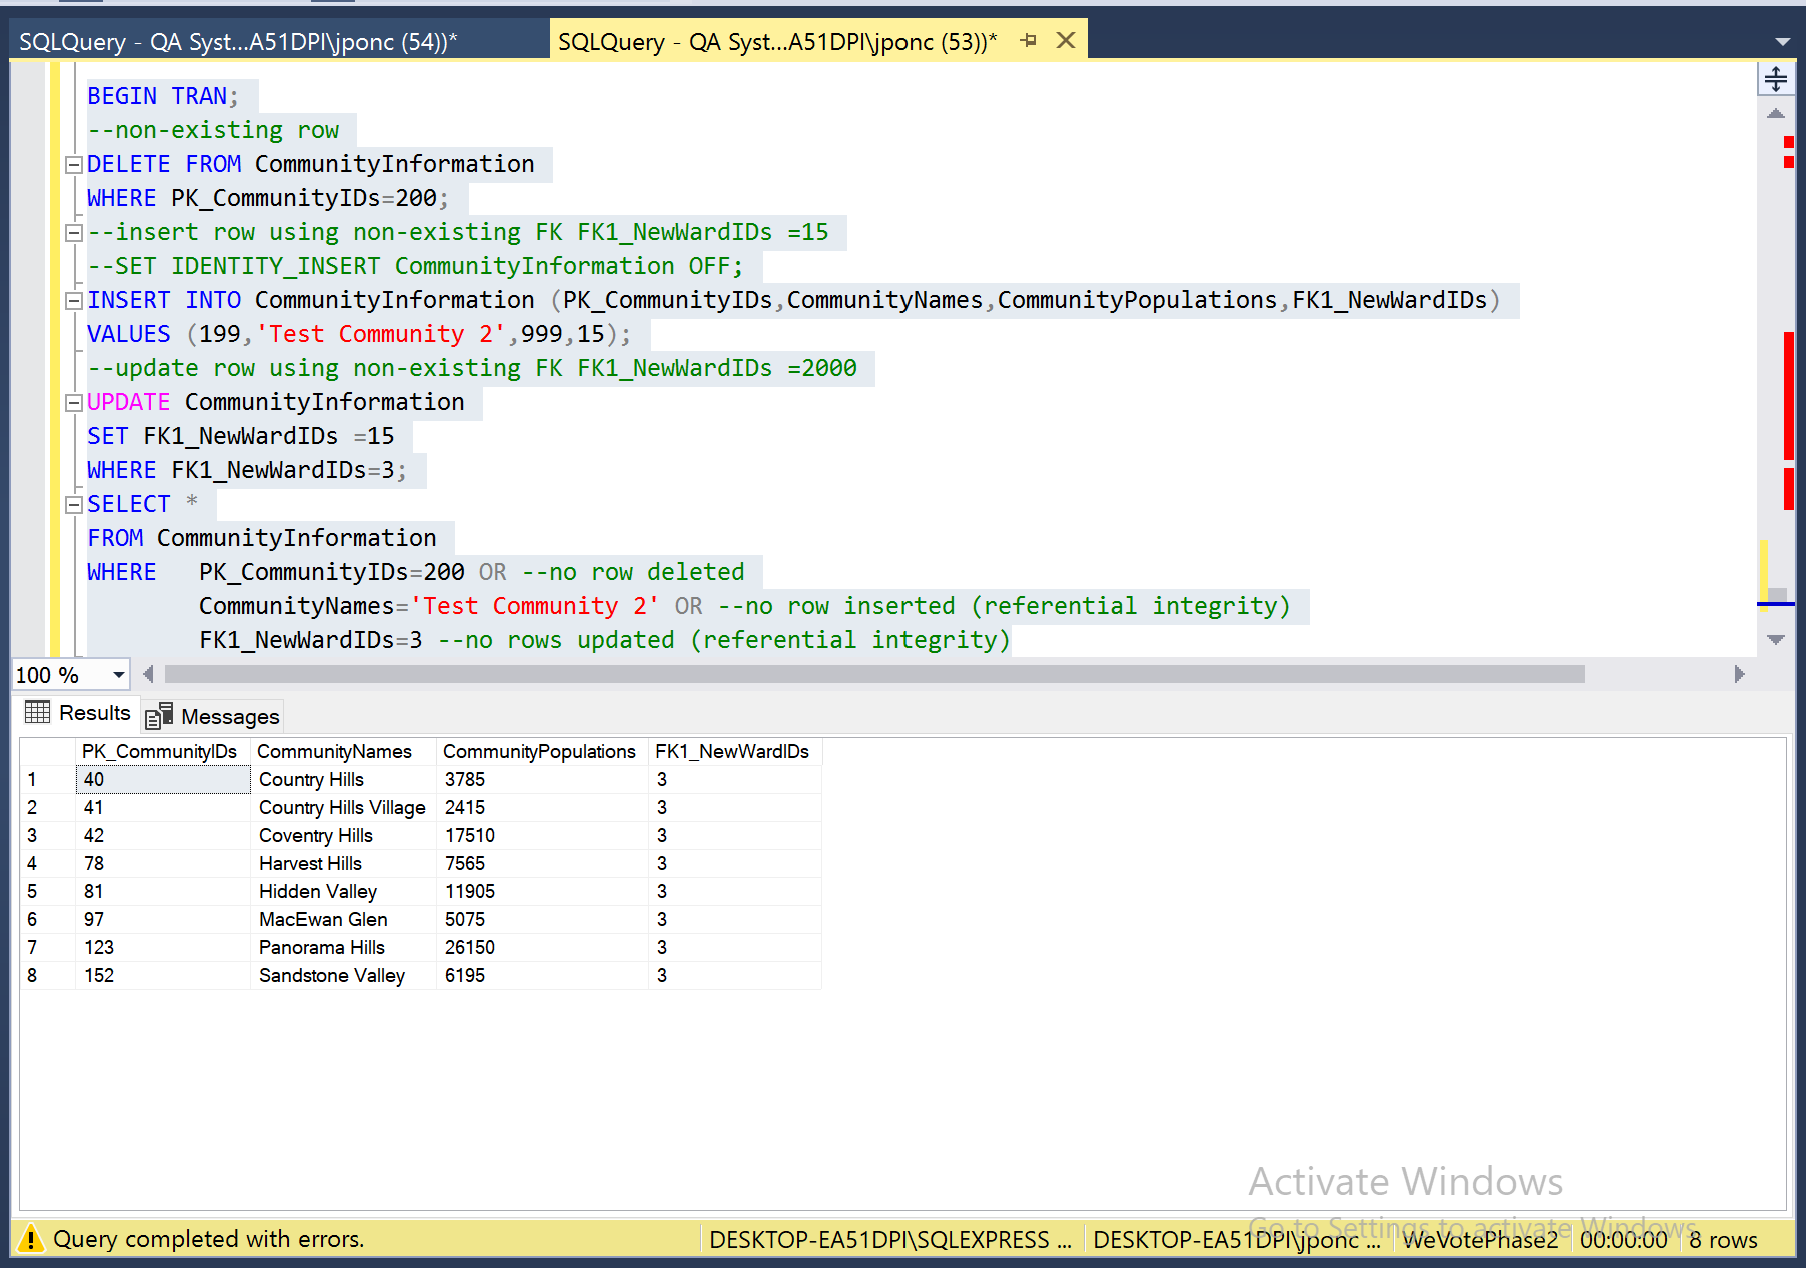 SQLQuery - QA Syst...A51DPI\jponc (54))*
SQLQuery - QA Syst...A51DPI\jponc (53))*
BEGIN TRAN;
--non-existing row
DELETE FROM CommunityInformation
WHERE PK_CommunityIDs=200;
--insert row using non-existing FK FK1_NewWardIDs =15
--SET IDENTITY_INSERT CommunityInformation OFF;
INSERT INTO CommunityInformation (PK_CommunityIDs,CommunityNames,CommunityPopulations,FK1_NewWardIDs)
VALUES (199,'Test Community 2',999,15);
--update row using non-existing FK FK1_NewWardIDs =2000
UPDATE CommunityInformation
SET FK1_NewWardIDs =15
WHERE FK1_NewWardIDs=3;
SELECT *
FROM CommunityInformation
WHERE   PK_CommunityIDs=200 OR --no row deleted
CommunityNames='Test Community 2' OR --no row inserted (referential integrity)
FK1_NewWardIDs=3 --no rows updated (referential integrity)
100 %
Results Messages
PK_CommunityIDs CommunityNames CommunityPopulations FK1_NewWardIDs
1 40 Country Hills 3785 3
2 41 Country Hills Village 2415 3
3 42 Coventry Hills 17510 3
4 78 Harvest Hills 7565 3
5 81 Hidden Valley 11905 3
6 97 MacEwan Glen 5075 3
7 123 Panorama Hills 26150 3
8 152 Sandstone Valley 6195 3
Activate Windows
Go to Settings to activate Windows.
Query completed with errors. DESKTOP-EA51DPI\SQLEXPRESS ... DESKTOP-EA51DPI\jponc ... WeVotePhase2 00:00:00 8 rows